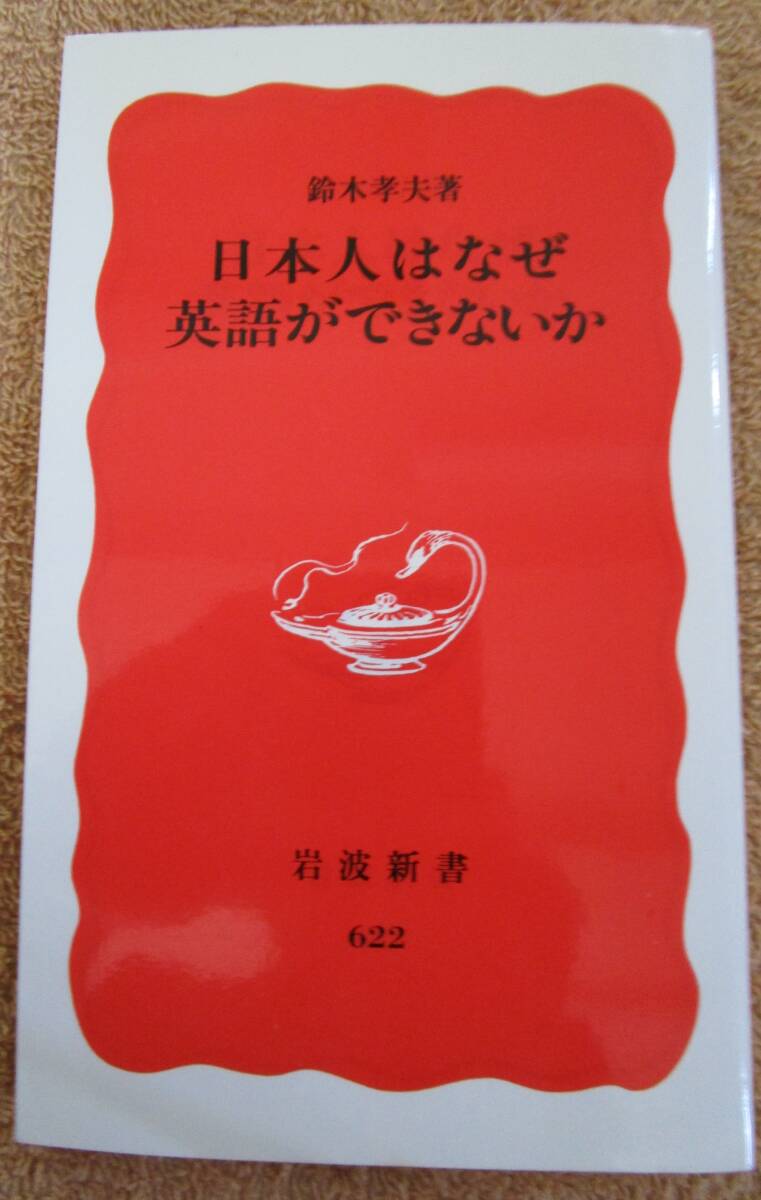 鈴木孝夫著
日本人はなぜ
英語ができないか
岩波新書
622